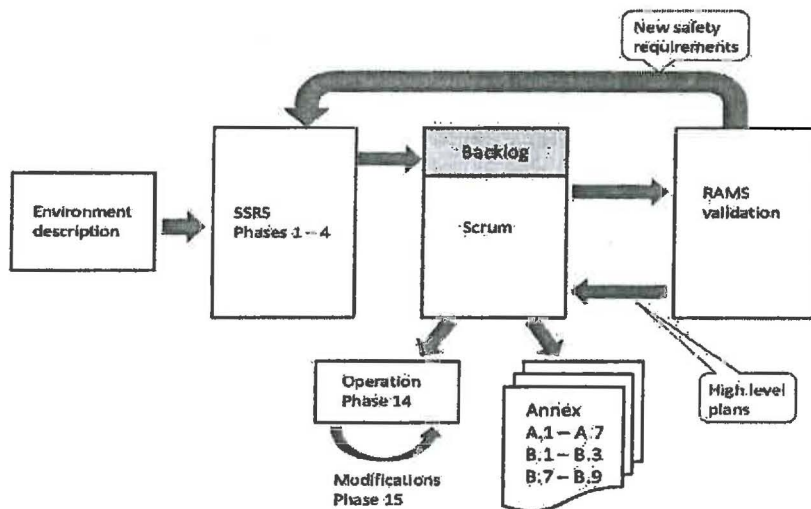 New safety
requirements
Backlog
Environment
description
SSRS
Phases 1 – 4
Scrum
RAMS
validation
Operation
Phase 14
Modifications
Phase 15
Annex
A.1 – A.7
B.1 – B.3
B.7 – B.9
High level
plans